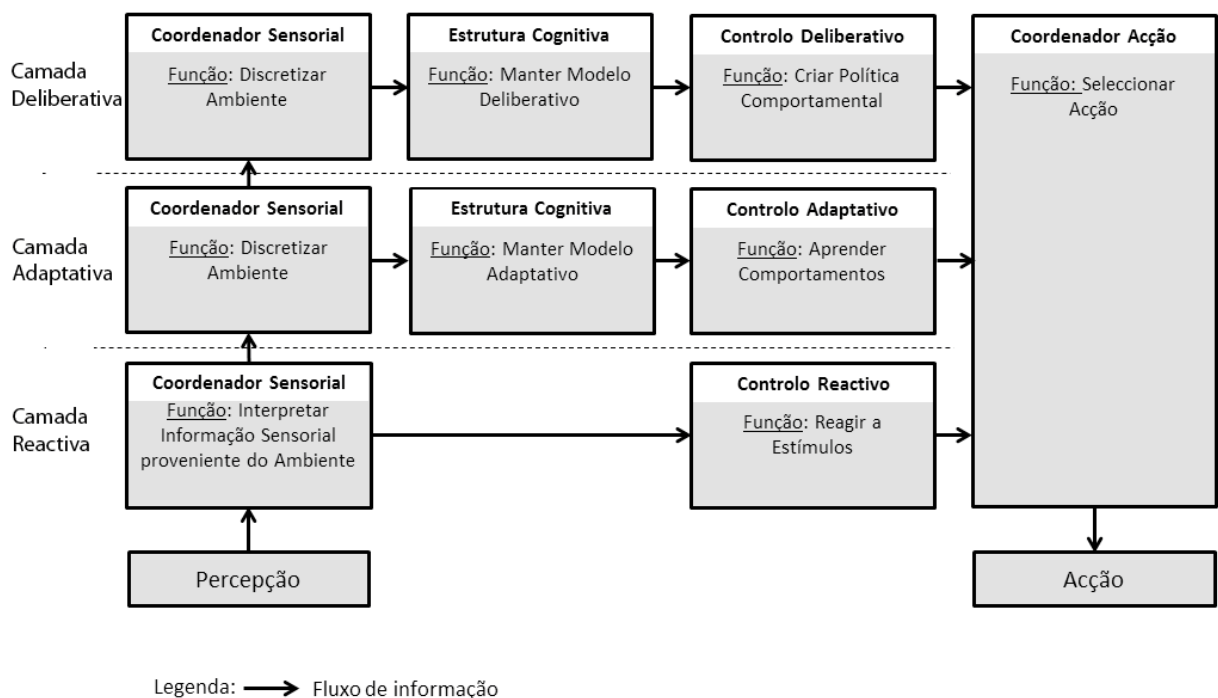 Camada
Deliberativa
Coordenador Sensorial
Função: Discretizar
Ambiente
Estrutura Cognitiva
Função: Manter Modelo
Deliberativo
Controlo Deliberativo
Função: Criar Política
Comportamental
Coordenador Acção
Função: Seleccionar
Acção
Camada
Adaptativa
Coordenador Sensorial
Função: Discretizar
Ambiente
Estrutura Cognitiva
Função: Manter Modelo
Adaptativo
Controlo Adaptativo
Função: Aprender
Comportamentos
Camada
Reactiva
Coordenador Sensorial
Função: Interpretar
Informação Sensorial
proveniente do Ambiente
Controlo Reactivo
Função: Reagir a
Estímulos
Percepção
Acção
Legenda:
Fluxo de informação